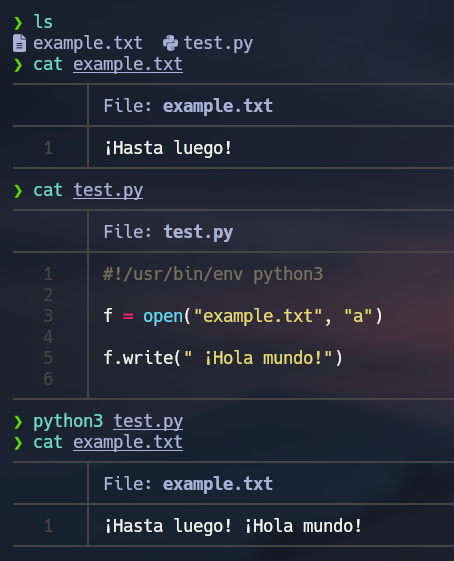 ❯ ls
example.txt test.py
❯ cat example.txt
File: example.txt
1 ¡Hasta luego!
❯ cat test.py
File: test.py
1 #!/usr/bin/env python3
2
3 f = open("example.txt", "a")
4
5 f.write(" ¡Hola mundo!")
6
❯ python3 test.py
❯ cat example.txt
File: example.txt
1 ¡Hasta luego! ¡Hola mundo!